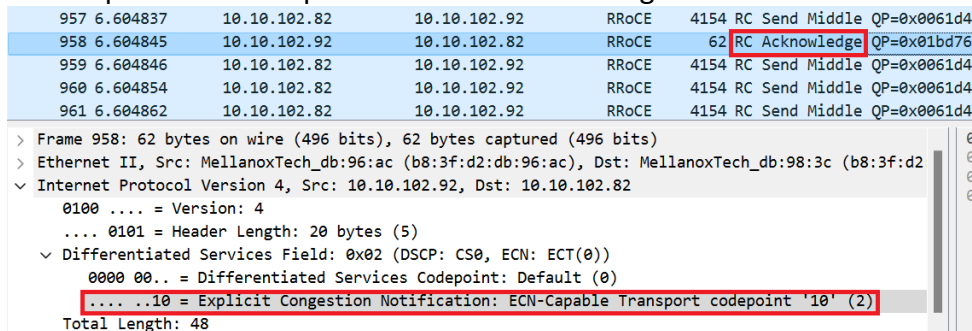 957 6.604837 10.10.102.82 10.10.102.92 RRoCE 4154 RC Send Middle QP=0x0061d4
958 6.604845 10.10.102.92 10.10.102.82 RRoCE 62 RC Acknowledge QP=0x01bd76
959 6.604846 10.10.102.82 10.10.102.92 RRoCE 4154 RC Send Middle QP=0x0061d4
960 6.604854 10.10.102.82 10.10.102.92 RRoCE 4154 RC Send Middle QP=0x0061d4
961 6.604862 10.10.102.82 10.10.102.92 RRoCE 4154 RC Send Middle QP=0x0061d4
> Frame 958: 62 bytes on wire (496 bits), 62 bytes captured (496 bits)
> Ethernet II, Src: MellanoxTech_db:96:ac (b8:3f:d2:db:96:ac), Dst: MellanoxTech_db:98:3c (b8:3f:d2
Internet Protocol Version 4, Src: 10.10.102.92, Dst: 10.10.102.82
0100 .... = Version: 4
.... 0101 = Header Length: 20 bytes (5)
Differentiated Services Field: 0x02 (DSCP: CS0, ECN: ECT(0))
0000 00.. = Differentiated Services Codepoint: Default (0)
.... ..10 = Explicit Congestion Notification: ECN-Capable Transport codepoint '10' (2)
Total Length: 48